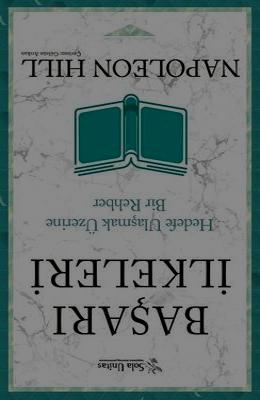 Sola Unitas
BAŞARI
İLKELERİ
Hedefe Ulaşmak Üzerine
Bir Rehber
NAPOLEON HILL